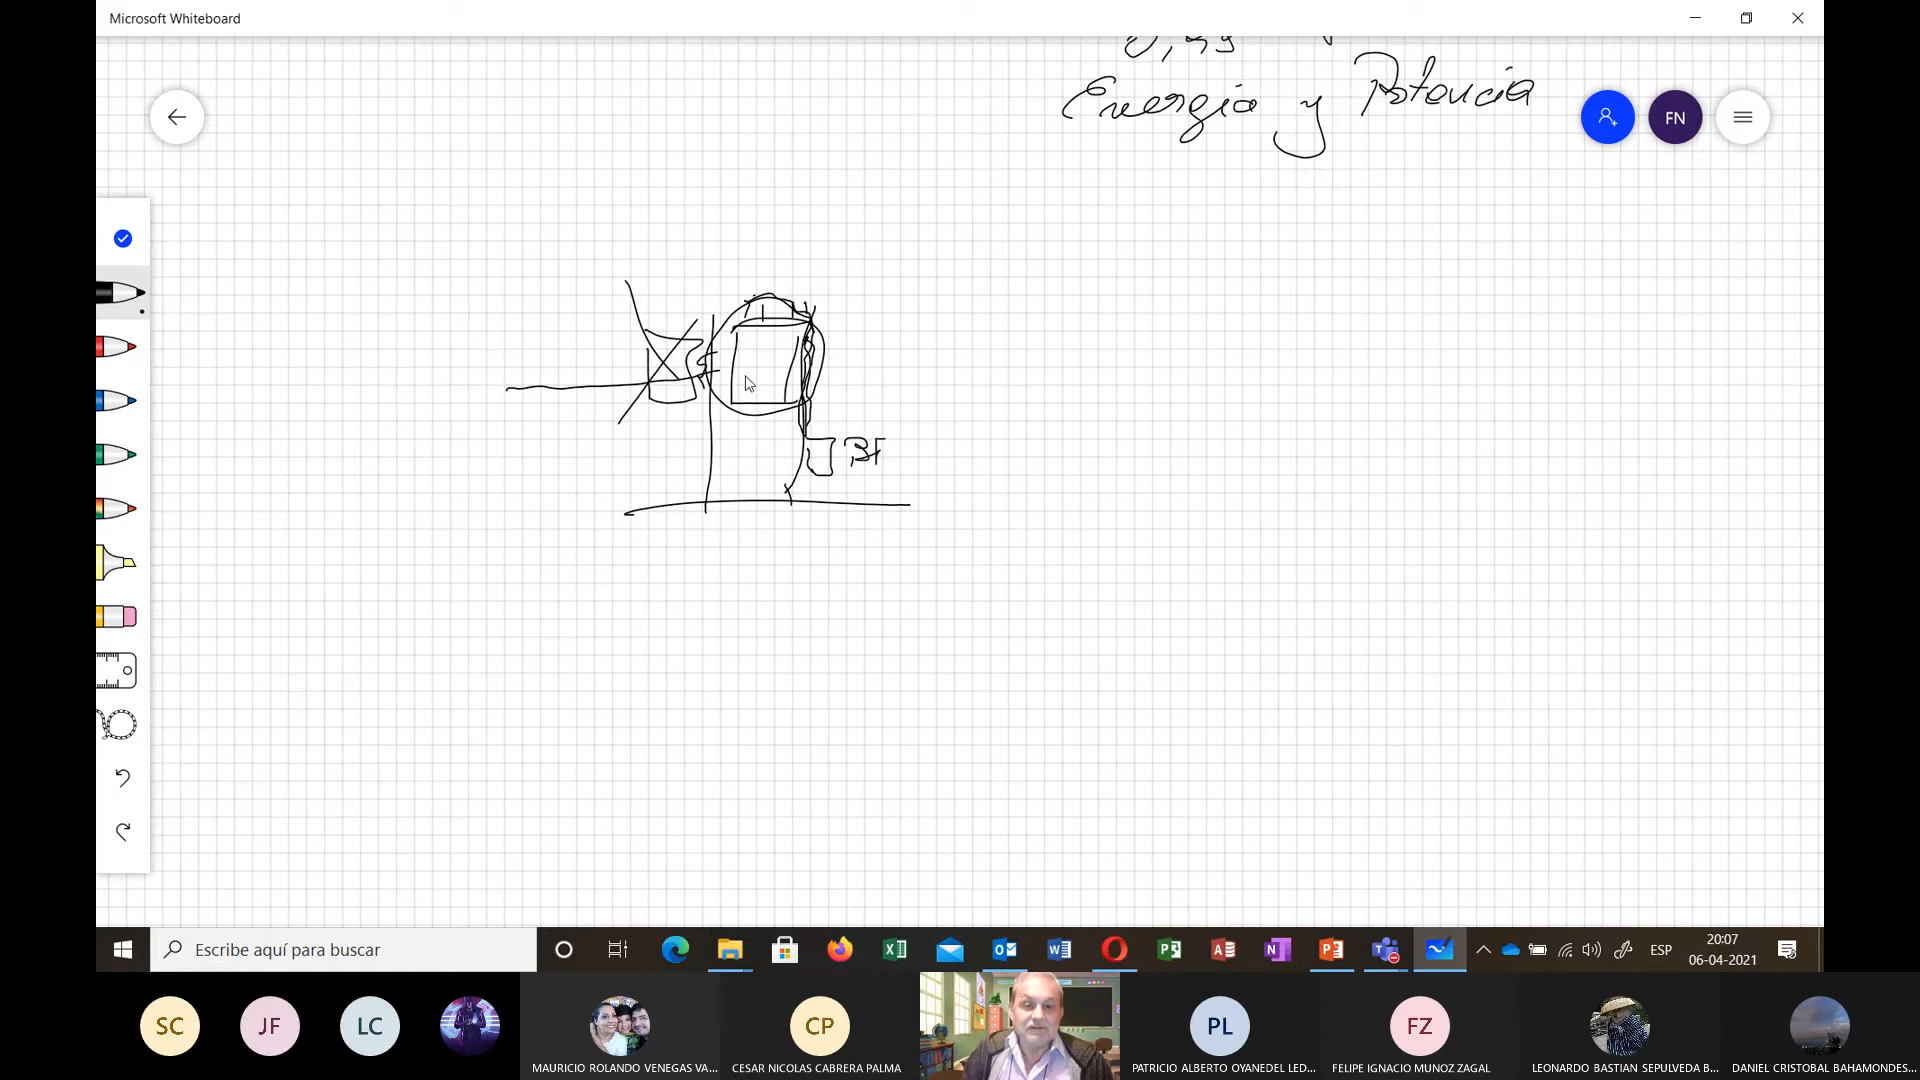 Microsoft Whiteboard
Energia y Potencia
FN
BT
Escribe aquí para buscar
ESP
20:07
06-04-2021
SC
JF
LC
MAURICIO ROLANDO VENEGAS VA...
CP
CESAR NICOLAS CABRERA PALMA
PL
PATRICIO ALBERTO OYANEDEL LED...
FZ
FELIPE IGNACIO MUNOZ ZAGAL
LEONARDO BASTIAN SEPULVEDA B...
DANIEL CRISTOBAL BAHAMONDES...